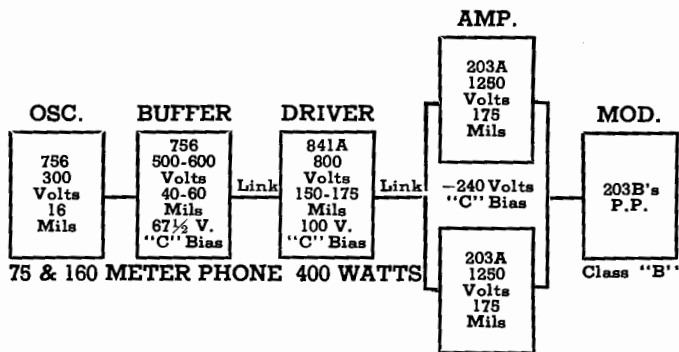 AMP.
203A
1250
Volts
175
Mils
OSC.
756
300
Volts
16
Mils
BUFFER
756
500-600
Volts
40-60
Mils
67½ V.
"C" Bias
Link
DRIVER
841A
800
Volts
150-175
Mils
100 V.
"C" Bias
Link
-240 Volts
"C" Bias
MOD.
203B's
P.P.
Class "B"
203A
1250
Volts
175
Mils
75 & 160 METER PHONE 400 WATTS